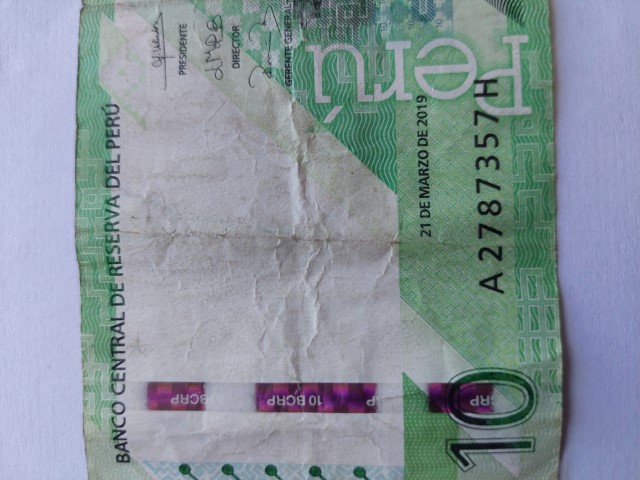 BANCO CENTRAL DE RESERVA DEL PERÚ
PRESIDENTE
DIRECTOR
GERENTE GENERAL
BCRP
10 BCRP
P
RP
Perú
21 DE MARZO DE 2019
10
A2787357H